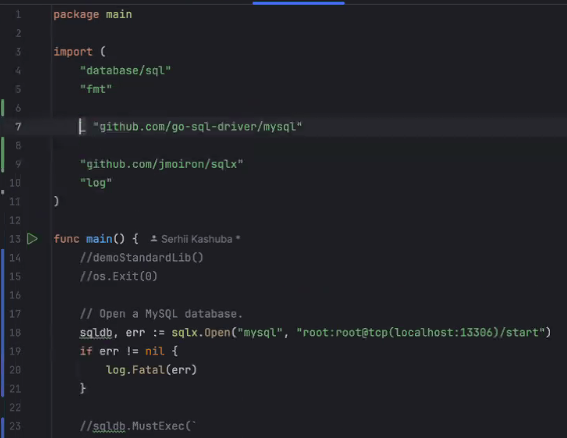 1 package main
2
3 import (
4 "database/sql"
5 "fmt"
6
7 _ "github.com/go-sql-driver/mysql"
8
9 "github.com/jmoiron/sqlx"
10 "log"
11 )
12
13 func main() { Serhii Kashuba *
14 //demoStandardLib()
15 //os.Exit(0)
16
17 // Open a MySQL database.
18 sqldb, err := sqlx.Open("mysql", "root:root@tcp(localhost:13306)/start")
19 if err != nil {
20 log.Fatal(err)
21 }
22
23 //sqldb.MustExec(`